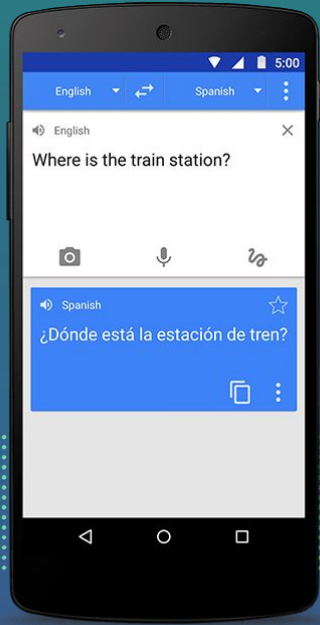 5:00
English Spanish
English
Where is the train station?
Spanish
¿Dónde está la estación de tren?